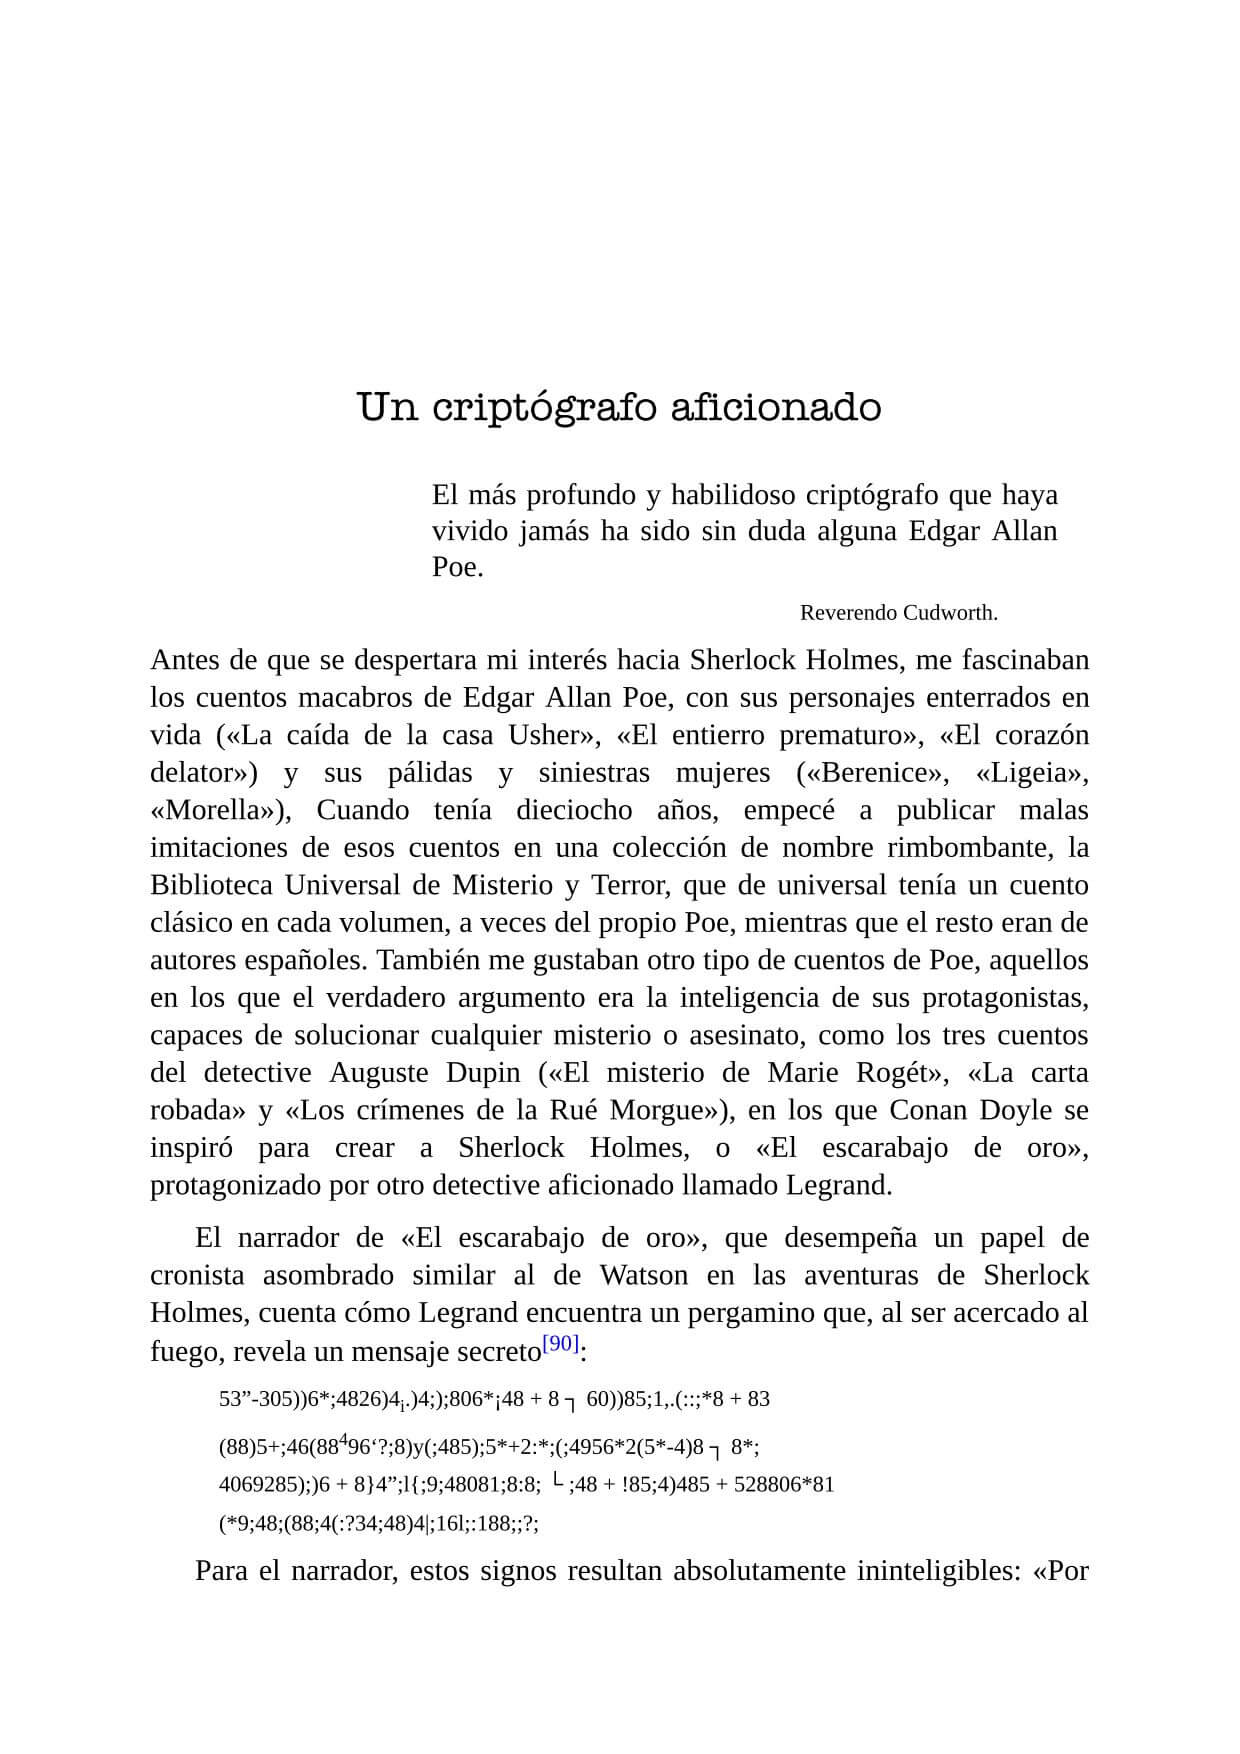 Un criptógrafo aficionado
El más profundo y habilidoso criptógrafo que haya
vivido jamás ha sido sin duda alguna Edgar Allan
Poe.
Reverendo Cudworth.
Antes de que se despertara mi interés hacia Sherlock Holmes, me fascinaban
los cuentos macabros de Edgar Allan Poe, con sus personajes enterrados en
vida («La caída de la casa Usher», «El entierro prematuro», «El corazón
delator») y sus pálidas y siniestras mujeres («Berenice», «Ligeia»,
«Morella»), Cuando tenía dieciocho años, empecé a publicar malas
imitaciones de esos cuentos en una colección de nombre rimbombante, la
Biblioteca Universal de Misterio y Terror, que de universal tenía un cuento
clásico en cada volumen, a veces del propio Poe, mientras que el resto eran de
autores españoles. También me gustaban otro tipo de cuentos de Poe, aquellos
en los que el verdadero argumento era la inteligencia de sus protagonistas,
capaces de solucionar cualquier misterio o asesinato, como los tres cuentos
del detective Auguste Dupin («El misterio de Marie Rogét», «La carta
robada» y «Los crímenes de la Rué Morgue»), en los que Conan Doyle se
inspiró para crear a Sherlock Holmes, o «El escarabajo de oro»,
protagonizado por otro detective aficionado llamado Legrand.
El narrador de «El escarabajo de oro», que desempeña un papel de
cronista asombrado similar al de Watson en las aventuras de Sherlock
Holmes, cuenta cómo Legrand encuentra un pergamino que, al ser acercado al
fuego, revela un mensaje secreto[90]:
53”-305))6*;4826)4i.)4;);806*¡48 + 8 ┐ 60))85;1,.(::;*8 + 83
(88)5+;46(88496‘?;8)y(;485);5*+2:*;(;4956*2(5*-4)8 ┐ 8*;
4069285);)6 + 8}4”;l{;9;48081;8:8; └ ;48 + !85;4)485 + 528806*81
(*9;48;(88;4(:?34;48)4|;16l;:188;;?;
Para el narrador, estos signos resultan absolutamente ininteligibles: «Por